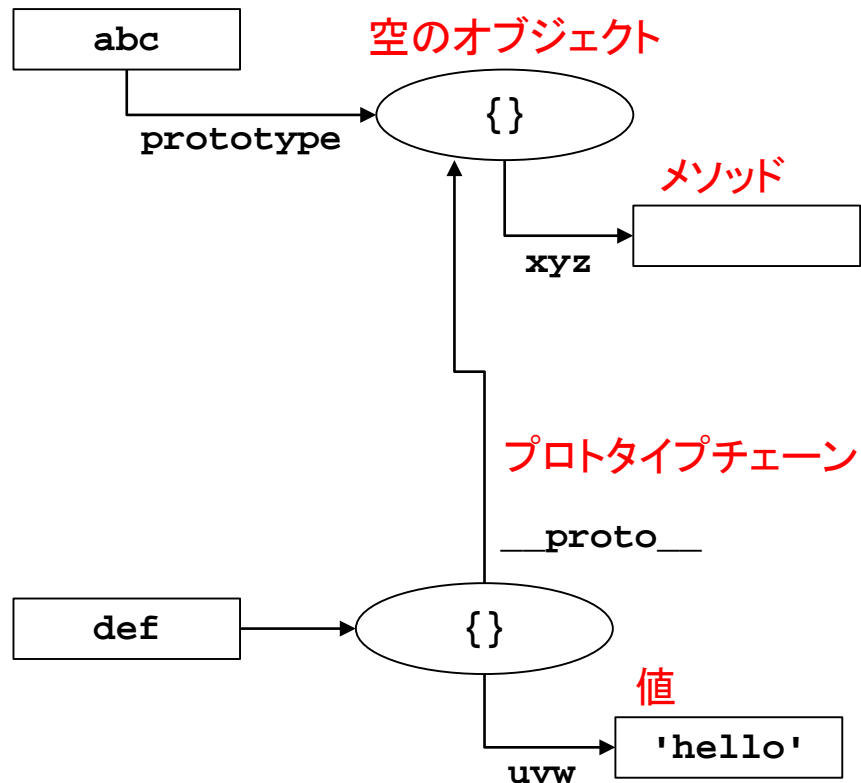 abc
空のオブジェクト
{}
prototype
メソッド
xyz
プロトタイプチェーン
__proto__
def
{}
値
'hello'
uvw